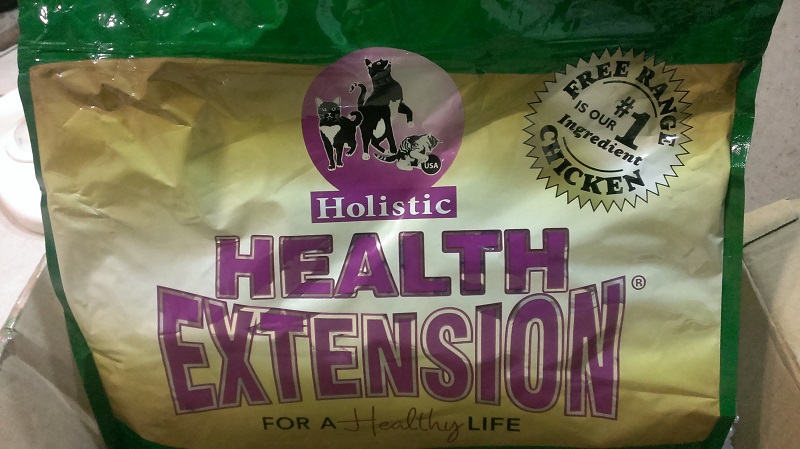 FREE RANGE
CHICKEN
IS OUR
#1
Ingredient
USA
Holistic
HEALTH
EXTENSION®
FOR A Healthy LIFE